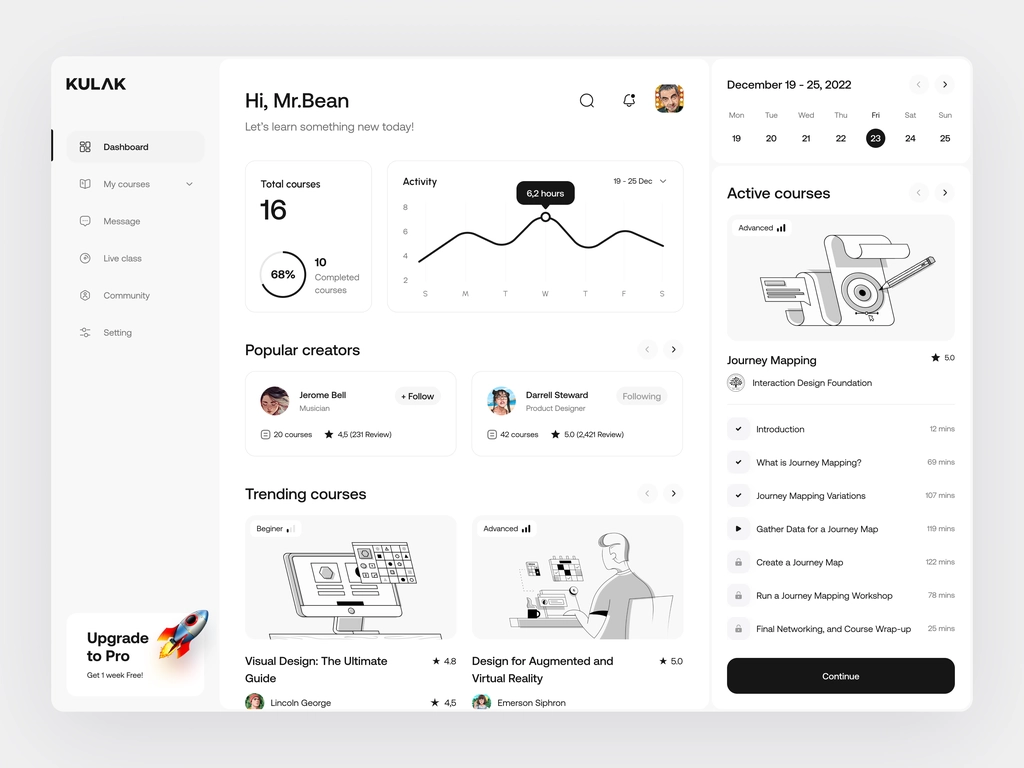 KULAK
Dashboard
My courses
Message
Live class
Community
Setting
Upgrade
to Pro
Get 1 week Free!
Hi, Mr.Bean
Let's learn something new today!
Total courses
16
68%
10
Completed
courses
Activity
19 - 25 Dec
6,2 hours
8
6
4
2
S M T W T F S
Popular creators
Jerome Bell
Musician
+ Follow
20 courses
4,5 (231 Review)
Darrell Steward
Product Designer
Following
42 courses
5.0 (2,421 Review)
Trending courses
Beginer
Visual Design: The Ultimate
Guide
4.8
Lincoln George
4,5
Advanced
Design for Augmented and
Virtual Reality
5.0
Emerson Siphron
December 19 - 25, 2022
Mon Tue Wed Thu Fri Sat Sun
19 20 21 22 23 24 25
Active courses
Advanced
Journey Mapping
5.0
Interaction Design Foundation
Introduction 12 mins
What is Journey Mapping? 69 mins
Journey Mapping Variations 107 mins
Gather Data for a Journey Map 119 mins
Create a Journey Map 122 mins
Run a Journey Mapping Workshop 78 mins
Final Networking, and Course Wrap-up 25 mins
Continue